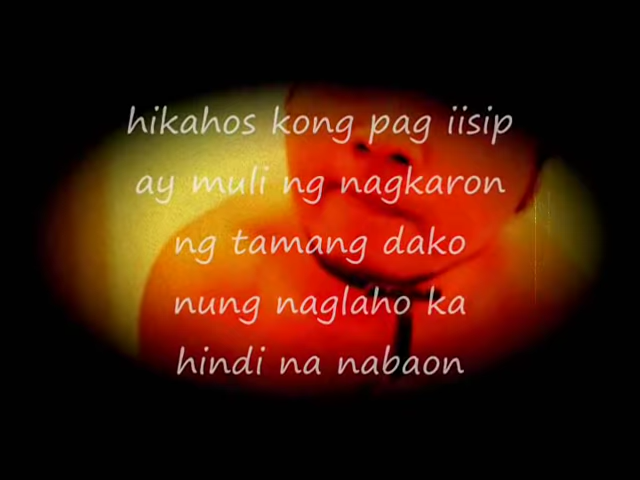 hikahos kong pag iisip
ay muli ng nagkaron
ng tamang dako
nung naglaho ka
hindi na nabaon